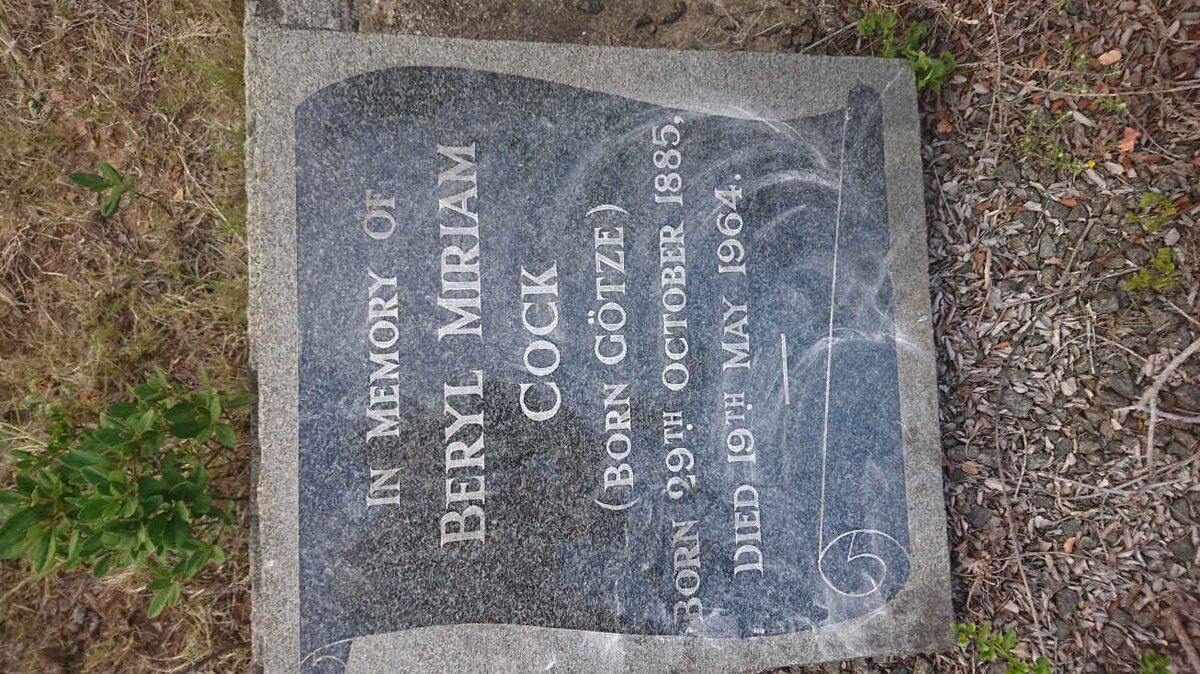 IN MEMORY OF
BERYL MIRIAM
COCK
(BORN GÖTZE)
BORN 29TH OCTOBER 1885,
DIED 19TH MAY 1964.